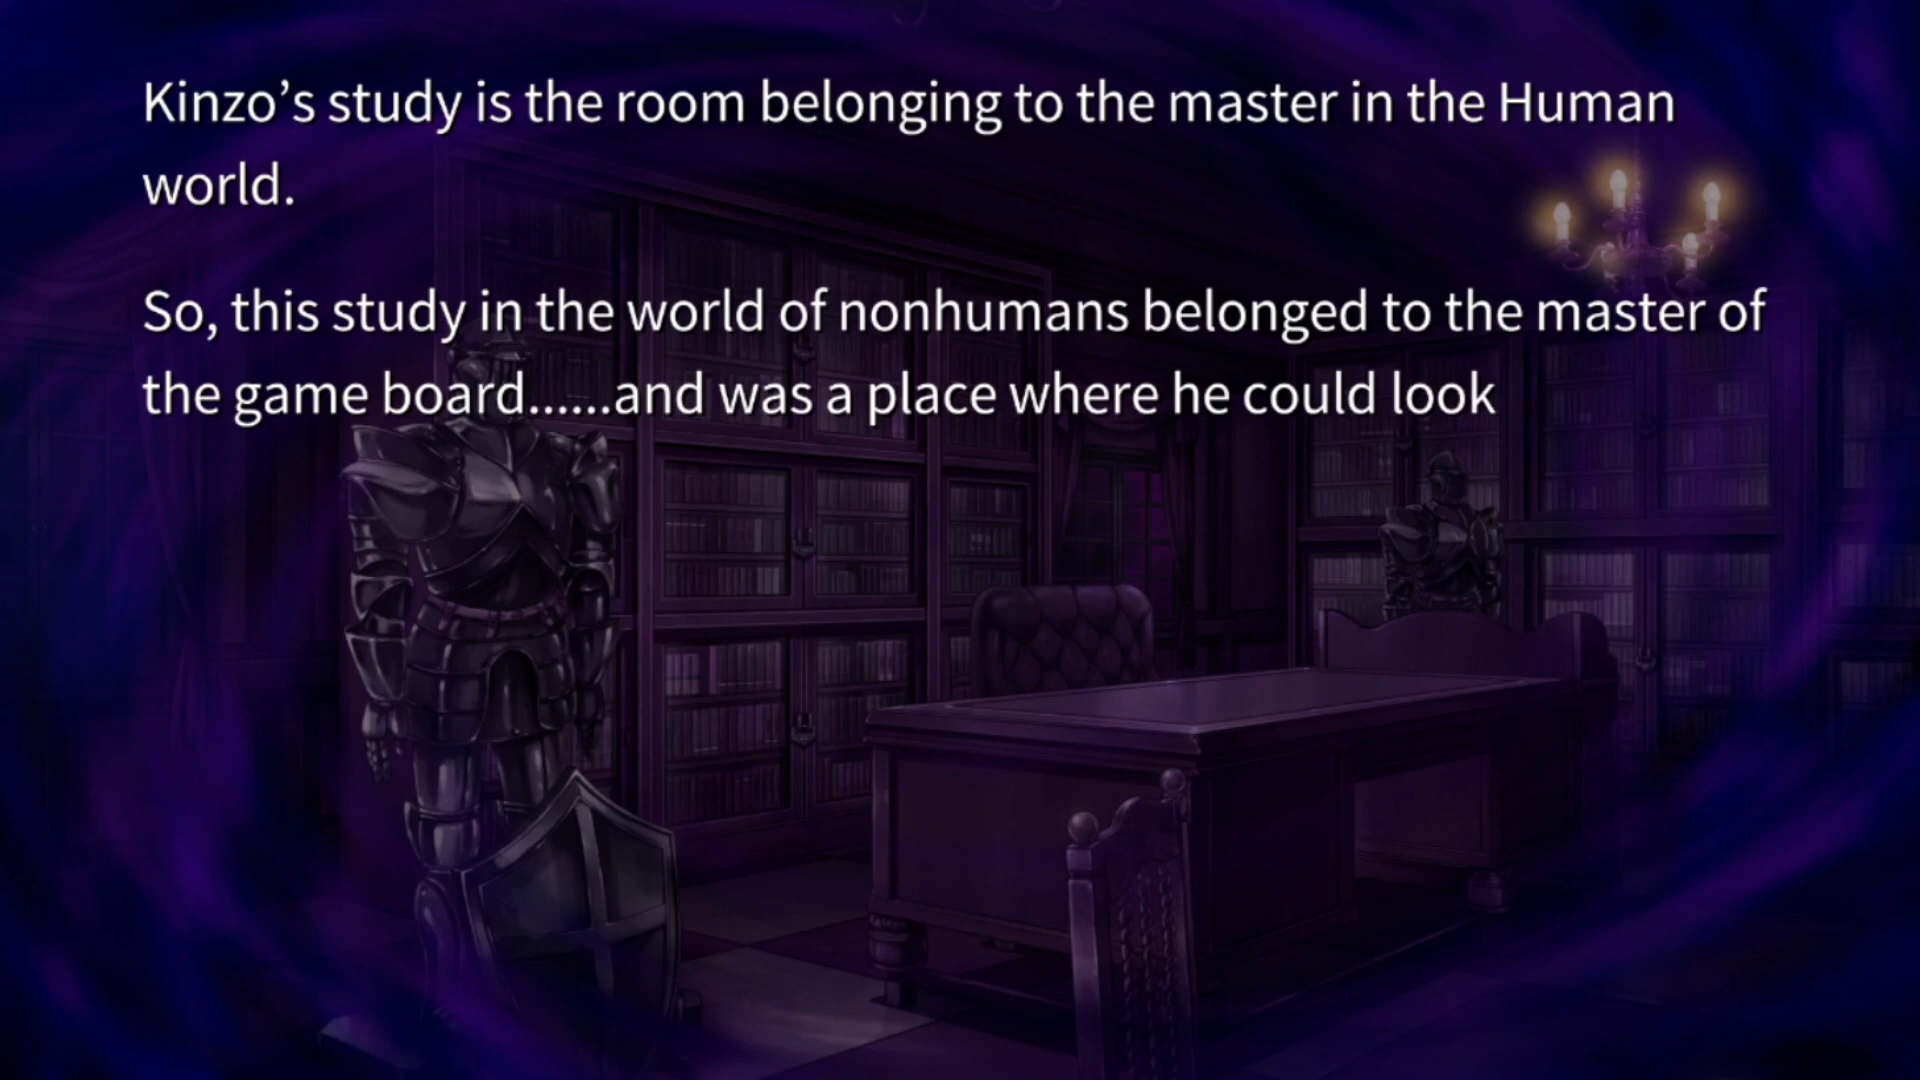 Kinzo’s study is the room belonging to the master in the Human
world.
So, this study in the world of nonhumans belonged to the master of
the game board......and was a place where he could look